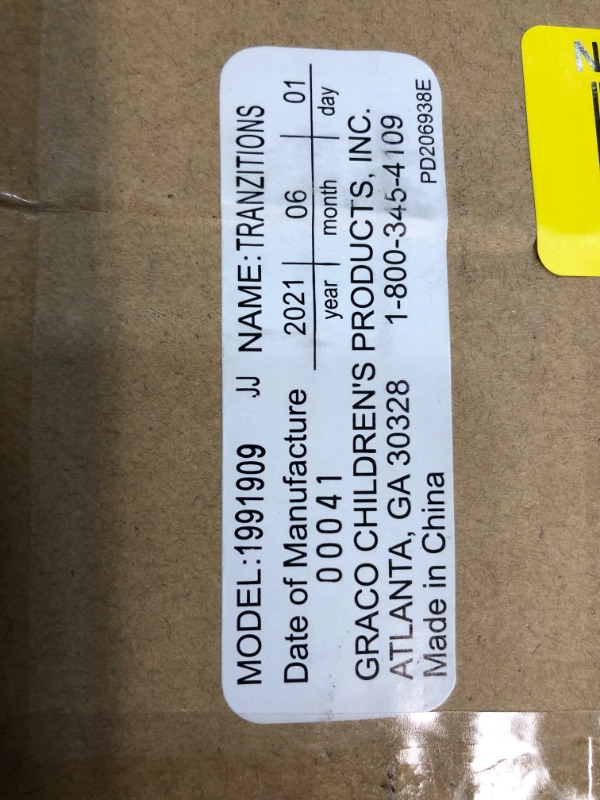 MODEL:1991909 JJ NAME:TRANZITIONS
Date of Manufacture 2021 06 01
year month day
00041
GRACO CHILDREN'S PRODUCTS, INC.
ATLANTA, GA 30328 1-800-345-4109
Made in China PD206938E